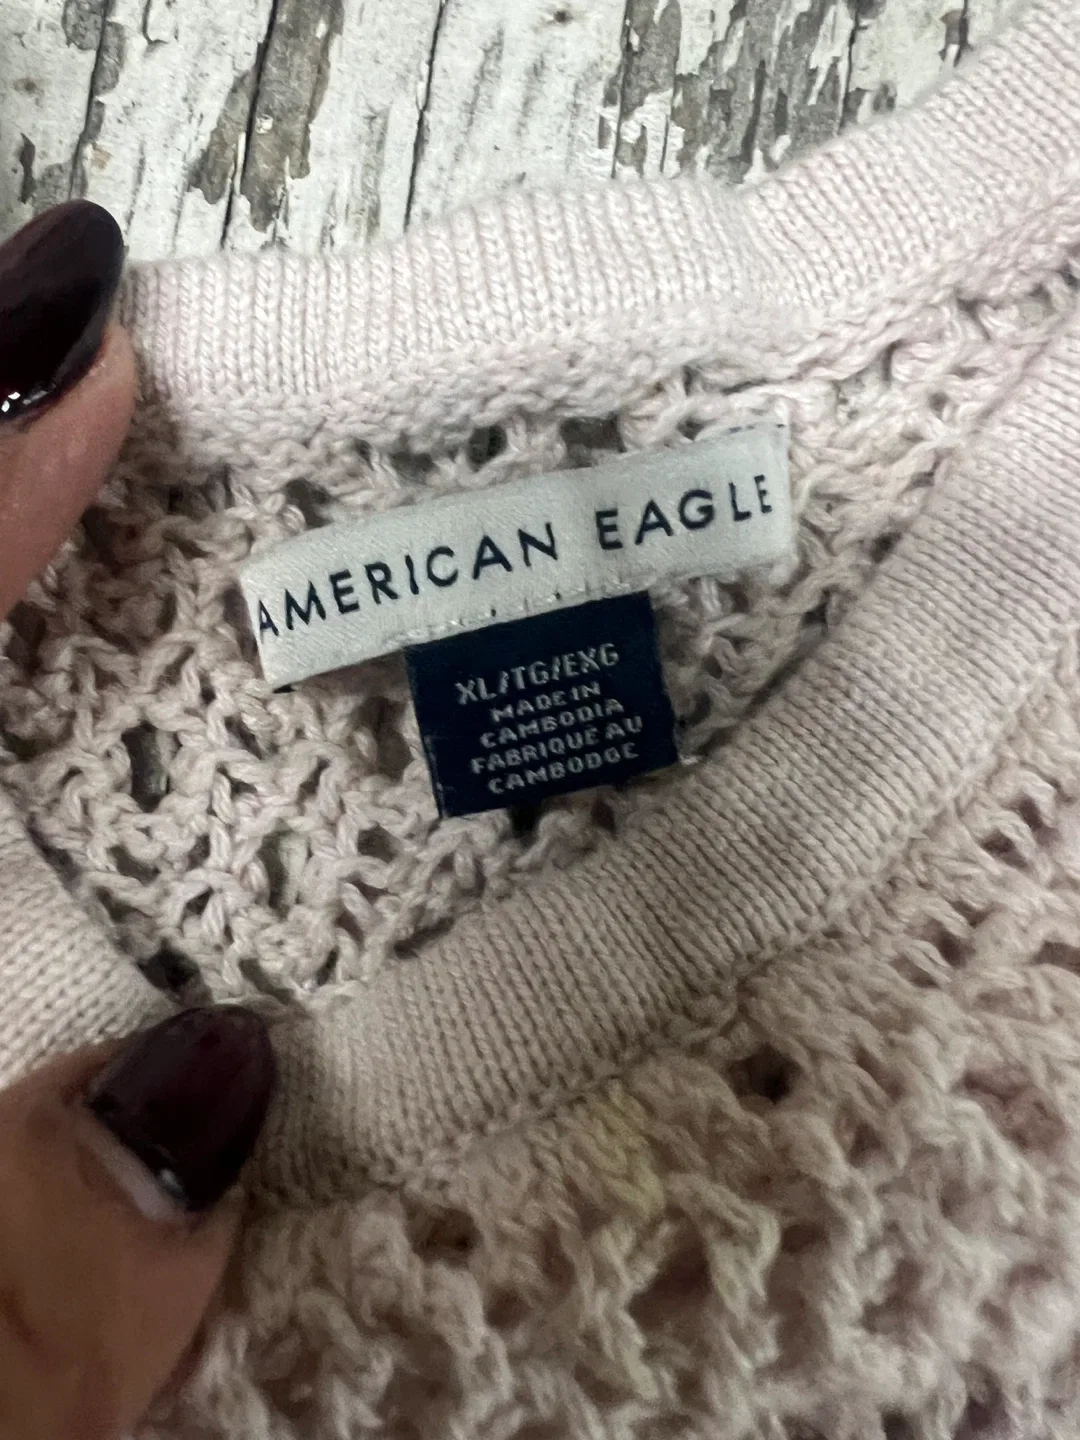 AMERICAN EAGLE
XL/TG/EXG
MADE IN
CAMBODIA
FABRIQUE AU
CAMBODGE